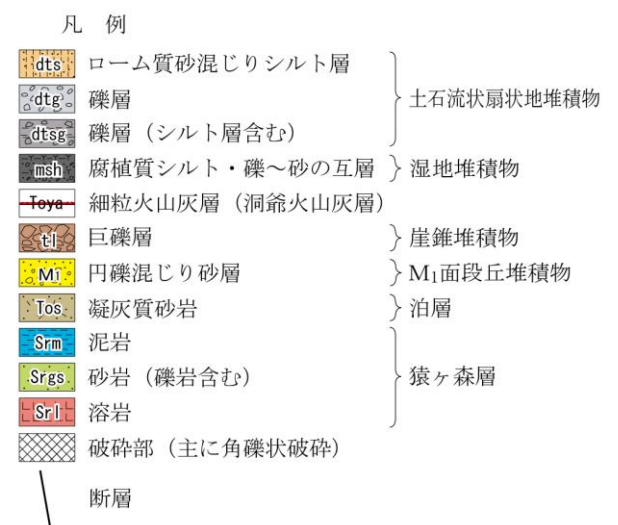 凡 例
dts ローム質砂混じりシルト層
dtg 礫層
dtsg 礫層（シルト層含む）
土石流状扇状地堆積物
msh 腐植質シルト・礫～砂の互層 湿地堆積物
Toya 細粒火山灰層（洞爺火山灰層）
tl 巨礫層 崖錐堆積物
M1 円礫混じり砂層 M1面段丘堆積物
Tos 凝灰質砂岩 泊層
Srm 泥岩
Srgs 砂岩（礫岩含む）
猿ヶ森層
Srl 溶岩
破砕部（主に角礫状破砕）
断層